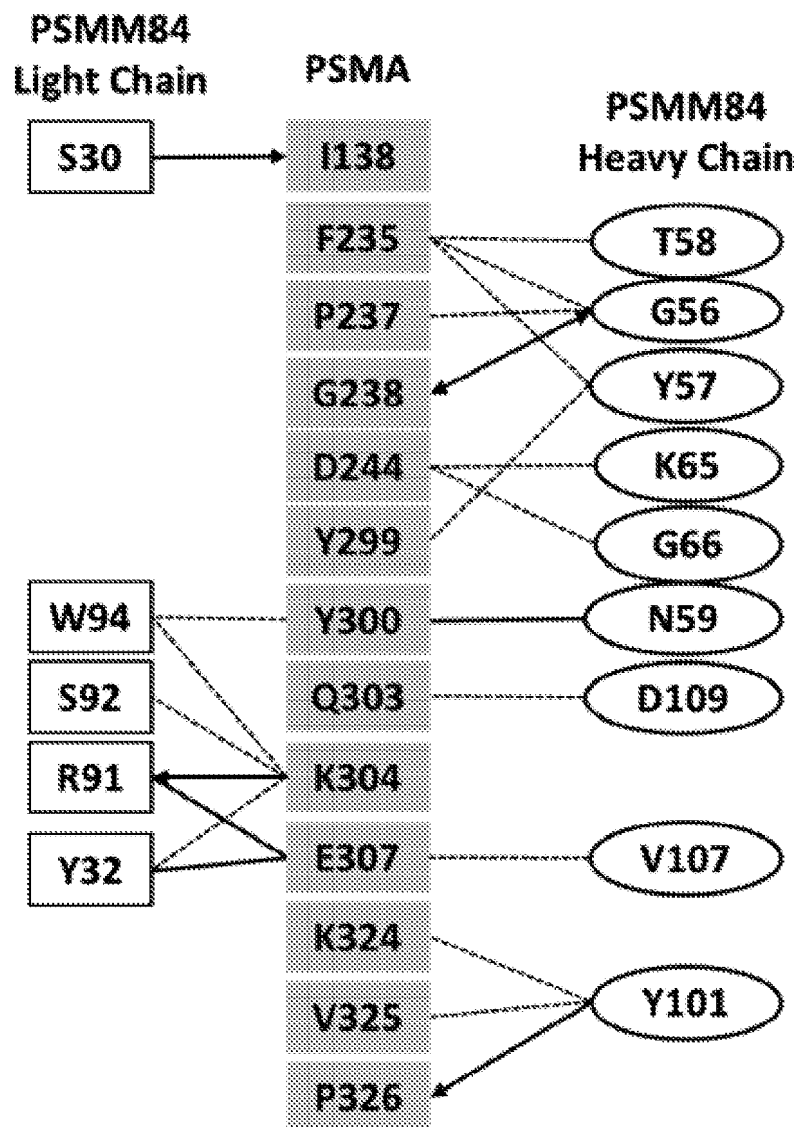 PSMM84
Light Chain
PSMA
PSMM84
Heavy Chain
S30
I138
F235
T58
P237
G56
G238
Y57
D244
K65
Y299
G66
W94
Y300
N59
S92
Q303
D109
R91
K304
Y32
E307
V107
K324
V325
Y101
P326